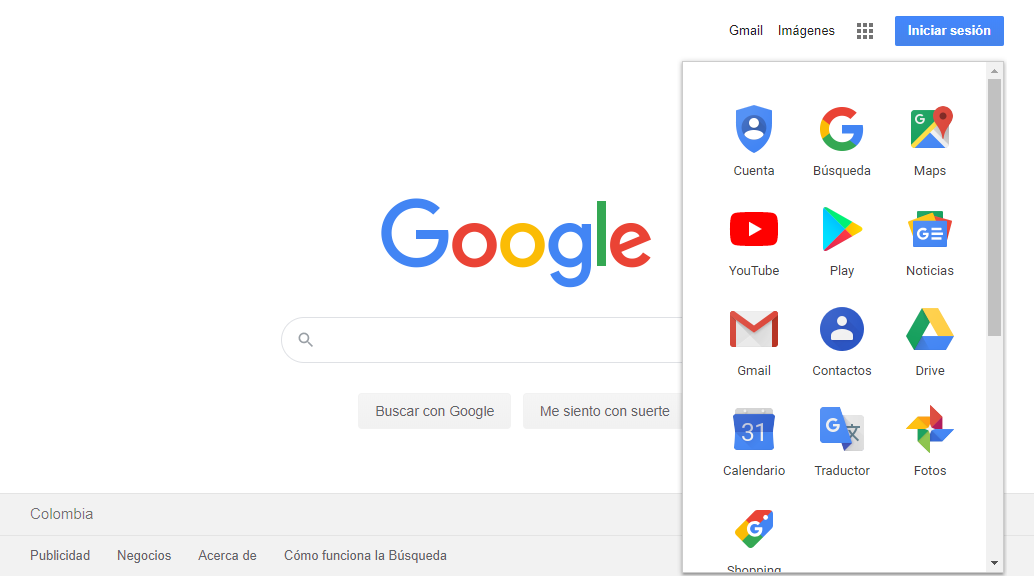 Gmail Imágenes Iniciar sesión
Cuenta Búsqueda Maps
Google
YouTube Play Noticias
Gmail Contactos Drive
Buscar con Google Me siento con suerte
31
Calendario Traductor Fotos
Colombia
Shopping
Publicidad Negocios Acerca de Cómo funciona la Búsqueda